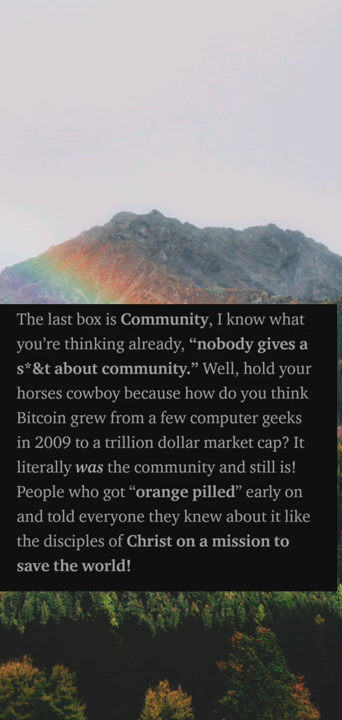 The last box is Community, I know what
you’re thinking already, “nobody gives a
s*&t about community.” Well, hold your
horses cowboy because how do you think
Bitcoin grew from a few computer geeks
in 2009 to a trillion dollar market cap? It
literally was the community and still is!
People who got “orange pilled” early on
and told everyone they knew about it like
the disciples of Christ on a mission to
save the world!